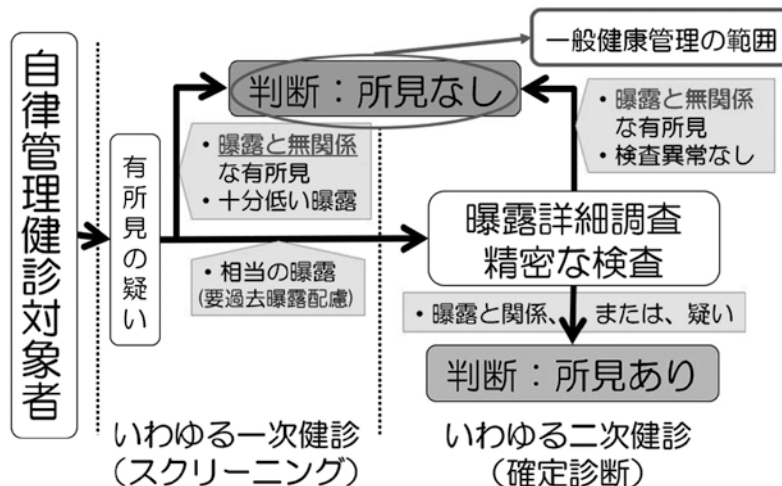 一般健康管理の範囲
判断：所見なし
自律管理健診対象者
有所見の疑い
・曝露と無関係
な有所見
・十分低い曝露
・曝露と無関係
な有所見
・検査異常なし
・相当の曝露
(要過去曝露配慮)
曝露詳細調査
精密な検査
・曝露と関係、または、疑い
判断：所見あり
いわゆる一次健診
（スクリーニング）
いわゆる二次健診
（確定診断）